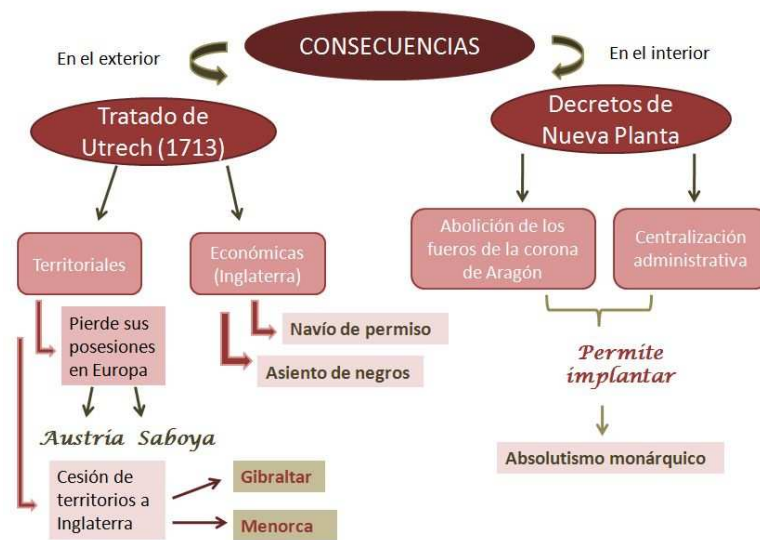 CONSECUENCIAS
En el exterior
En el interior
Tratado de
Utrech (1713)
Decretos de
Nueva Planta
Territoriales
Económicas
(Inglaterra)
Abolición de los
fueros de la corona
de Aragón
Centralización
administrativa
Pierde sus
posesiones
en Europa
Navío de permiso
Asiento de negros
Permite
implantar
Austria Saboya
Absolutismo monárquico
Cesión de
territorios a
Inglaterra
Gibraltar
Menorca